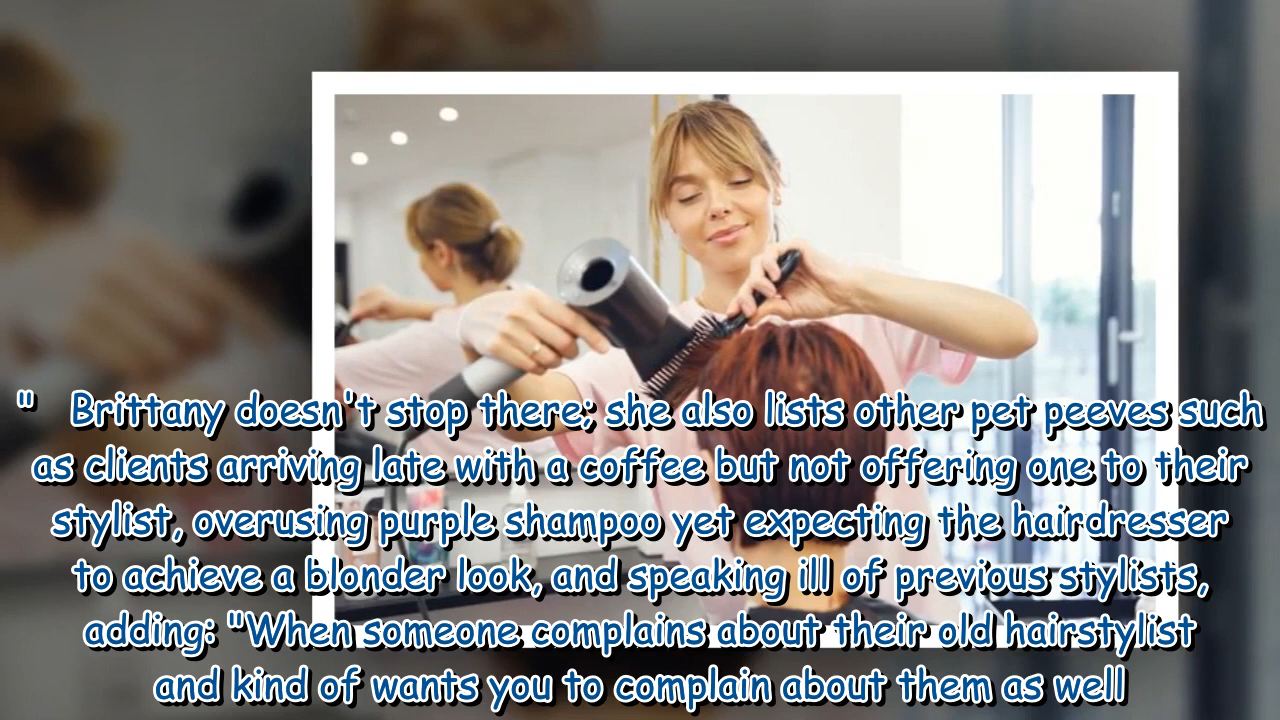 " Brittany doesn't stop there; she also lists other pet peeves such
as clients arriving late with a coffee but not offering one to their
stylist, overusing purple shampoo yet expecting the hairdresser
to achieve a blonder look, and speaking ill of previous stylists,
adding: "When someone complains about their old hairstylist
and kind of wants you to complain about them as well